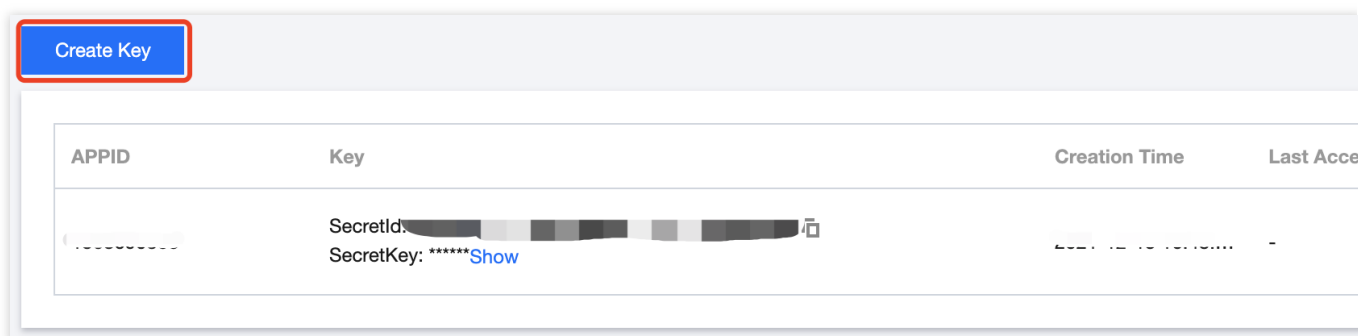 Create Key
APPID Key Creation Time Last Acce
SecretId:
SecretKey: ******Show
-